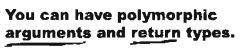 You can have polymorphic
arguments and return types.